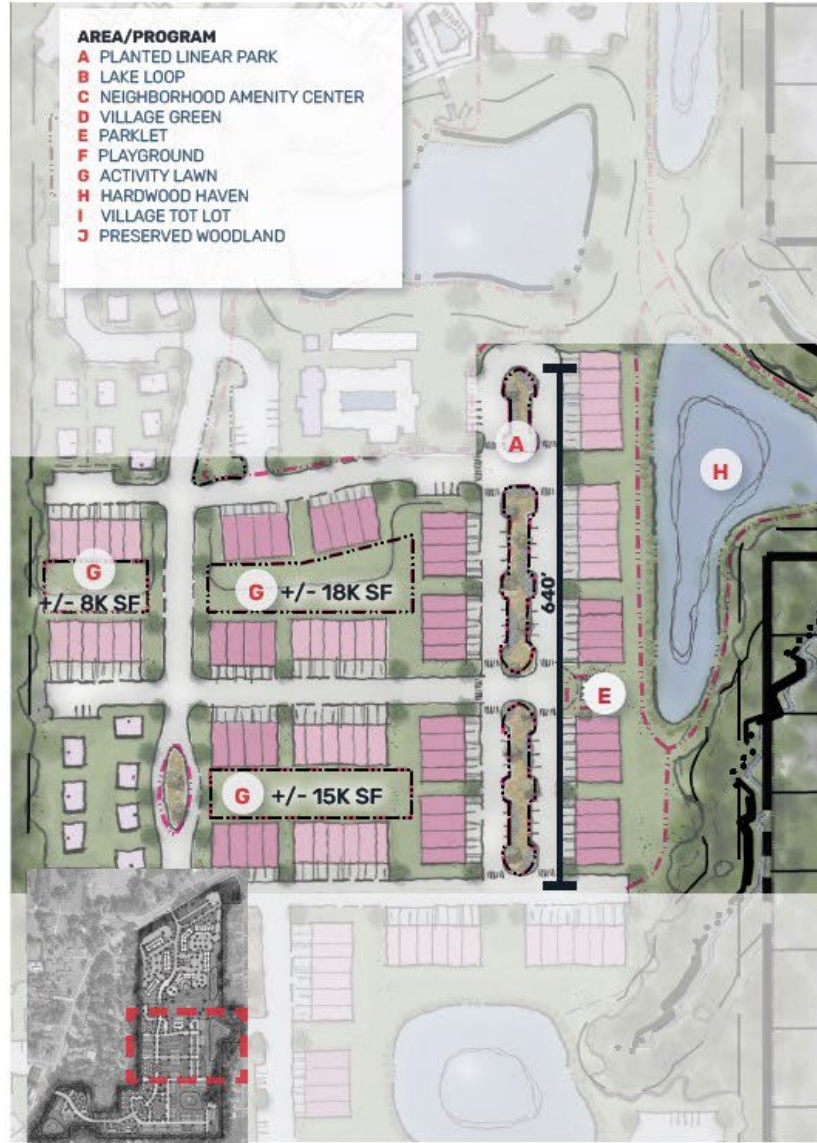 AREA/PROGRAM
A PLANTED LINEAR PARK
B LAKE LOOP
C NEIGHBORHOOD AMENITY CENTER
D VILLAGE GREEN
E PARKLET
F PLAYGROUND
G ACTIVITY LAWN
H HARDWOOD HAVEN
I VILLAGE TOT LOT
J PRESERVED WOODLAND
A
H
G
+/- 8K SF
G +/- 18K SF
640'
E
G +/- 15K SF